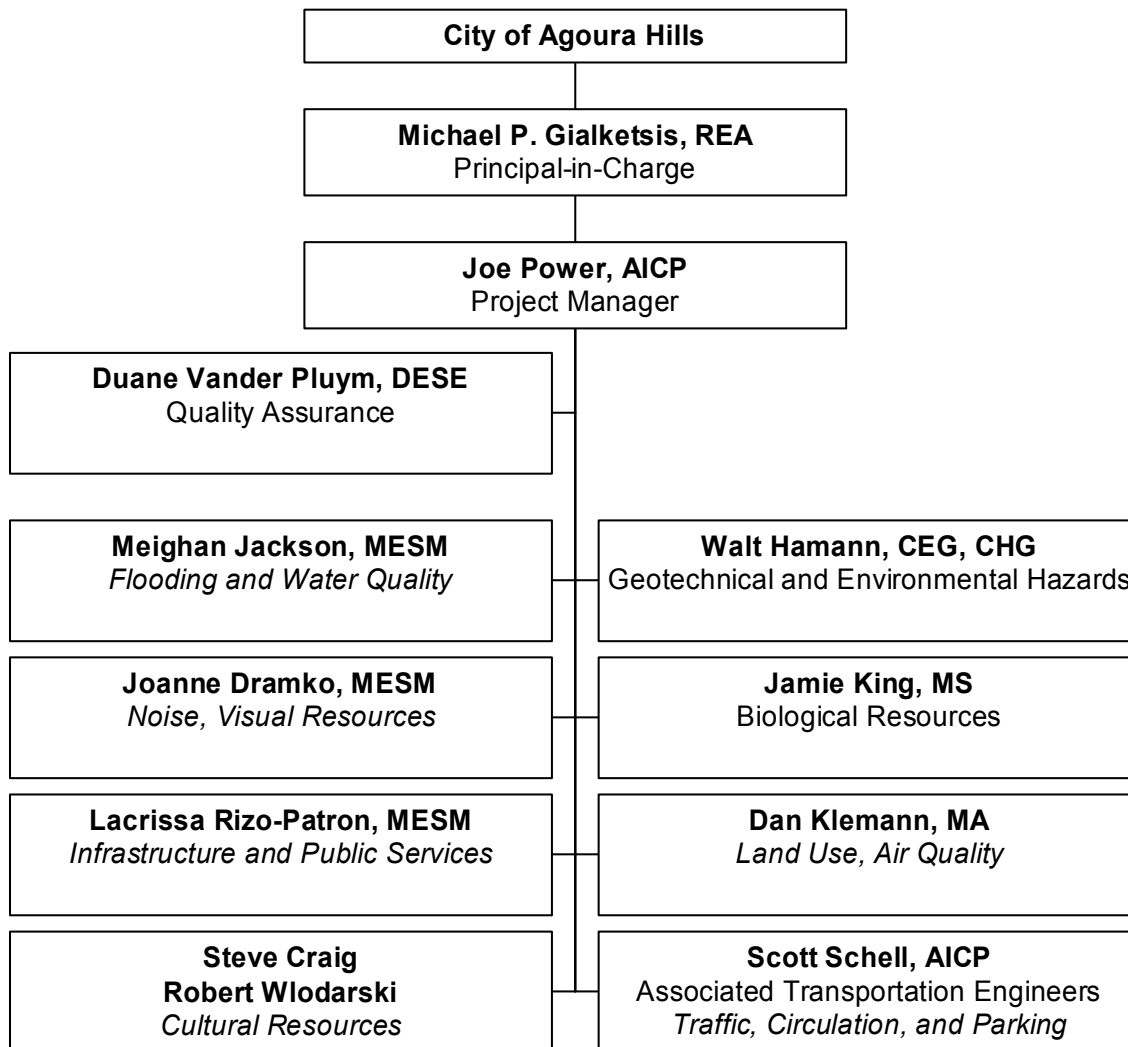 City of Agoura Hills
Michael P. Gialketsis, REA
Principal-in-Charge
Joe Power, AICP
Project Manager
Duane Vander Pluym, DESE
Quality Assurance
Meighan Jackson, MESM
Flooding and Water Quality
Walt Hamann, CEG, CHG
Geotechnical and Environmental Hazards
Joanne Dramko, MESM
Noise, Visual Resources
Jamie King, MS
Biological Resources
Lacrissa Rizo-Patron, MESM
Infrastructure and Public Services
Dan Klemann, MA
Land Use, Air Quality
Steve Craig
Robert Wlodarski
Cultural Resources
Scott Schell, AICP
Associated Transportation Engineers
Traffic, Circulation, and Parking